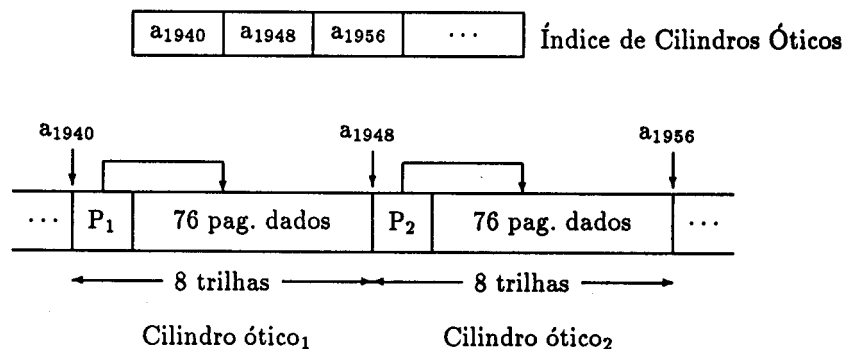 a1940 a1948 a1956 ··· Índice de Cilindros Óticos
a1940 a1948 a1956
··· P1 76 pag. dados P2 76 pag. dados ···
8 trilhas 8 trilhas
Cilindro ótico1 Cilindro ótico2